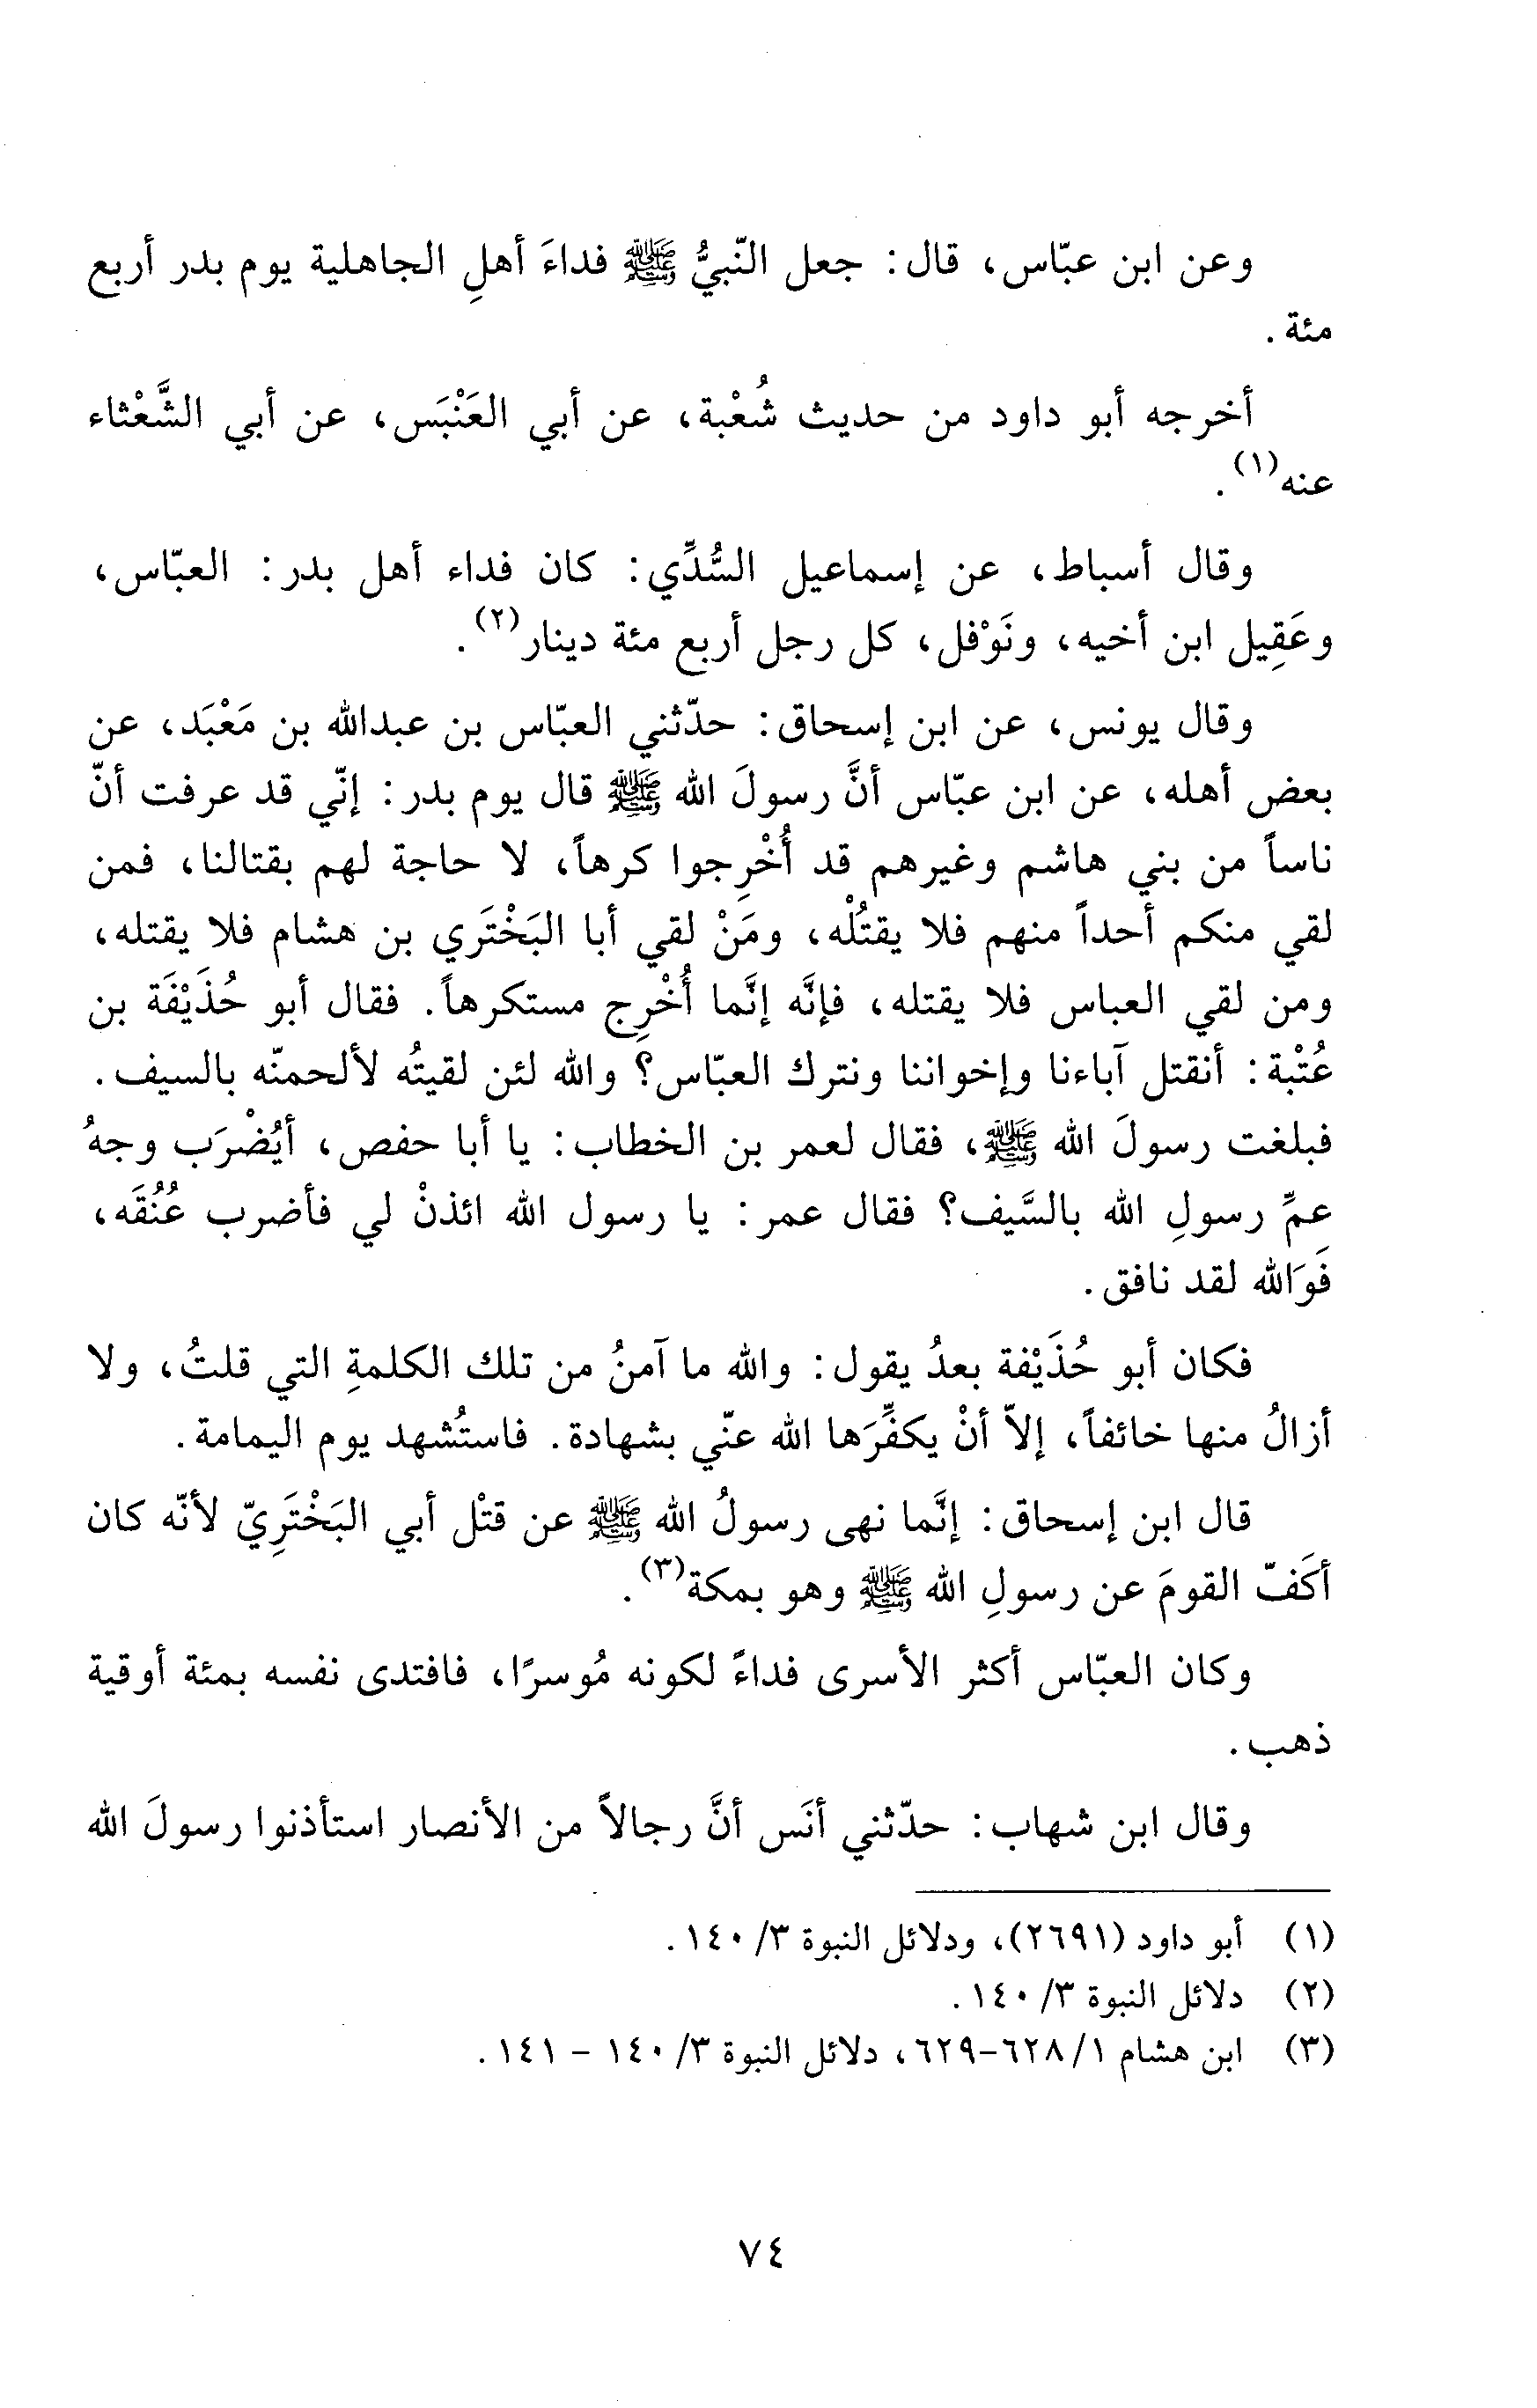 وعن ابن عبّاس، قال: جعل النّبيُّ ﷺ فداءَ أهلِ الجاهلية يوم بدر أربع
مئة.
أخرجه أبو داود من حديث شُعْبة، عن أبي العَنْبَس، عن أبي الشَّعْثاء
عنه(١).
وقال أسباط، عن إسماعيل السُّدِّي: كان فداء أهل بدر: العبّاس،
وعَقِيل ابن أخيه، ونَوْفل، كل رجل أربع مئة دينار(٢).
وقال يونس، عن ابن إسحاق: حدّثني العبّاس بن عبدالله بن مَعْبَد، عن
بعض أهله، عن ابن عبّاس أنَّ رسولَ الله ﷺ قال يوم بدر: إنّي قد عرفت أنّ
ناساً من بني هاشم وغيرهم قد أُخْرِجوا كرهاً، لا حاجة لهم بقتالنا، فمن
لقي منكم أحداً منهم فلا يقتُلْه، ومَنْ لقي أبا البَخْتَري بن هشام فلا يقتله،
ومن لقي العباس فلا يقتله، فإنَّه إنَّما أُخْرِج مستكرهاً. فقال أبو حُذَيْفَة بن
عُتْبة: أنقتل آباءنا وإخواننا ونترك العبّاس؟ والله لئن لقيتُه لألحمنّه بالسيف.
فبلغت رسولَ الله ﷺ، فقال لعمر بن الخطاب: يا أبا حفص، أيُضْرَب وجهُ
عمِّ رسولِ الله بالسَّيف؟ فقال عمر: يا رسول الله ائذنْ لي فأضرب عُنُقَه،
فَوَالله لقد نافق.
فكان أبو حُذَيْفة بعدُ يقول: والله ما آمنُ من تلك الكلمةِ التي قلتُ، ولا
أزالُ منها خائفاً، إلاّ أنْ يكفِّرَها الله عنّي بشهادة. فاستُشهد يوم اليمامة.
قال ابن إسحاق: إنَّما نهى رسولُ الله ﷺ عن قتْل أبي البَخْتَرِيّ لأنّه كان
أكَفّ القومَ عن رسولِ الله ﷺ وهو بمكة(٣).
وكان العبّاس أكثر الأسرى فداءً لكونه مُوسرًا، فافتدى نفسه بمئة أوقية
ذهب.
وقال ابن شهاب: حدّثني أنَس أنَّ رجالاً من الأنصار استأذنوا رسولَ الله
(١) أبو داود (٢٦٩١)، ودلائل النبوة ٣/ ١٤٠.
(٢) دلائل النبوة ٣/ ١٤٠.
(٣) ابن هشام ١/ ٦٢٨-٦٢٩، دلائل النبوة ٣/ ١٤٠ - ١٤١.
٧٤